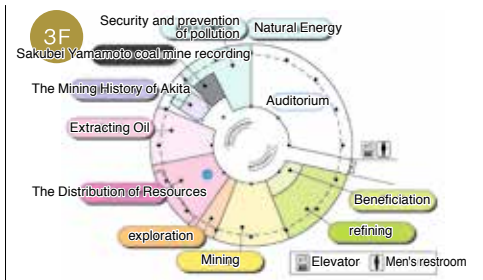 3F
Security and prevention
of pollution
Natural Energy
Sakubei Yamamoto coal mine recording
The Mining History of Akita
Auditorium
Extracting Oil
The Distribution of Resources
Beneficiation
exploration
refining
Mining
Elevator
Men's restroom